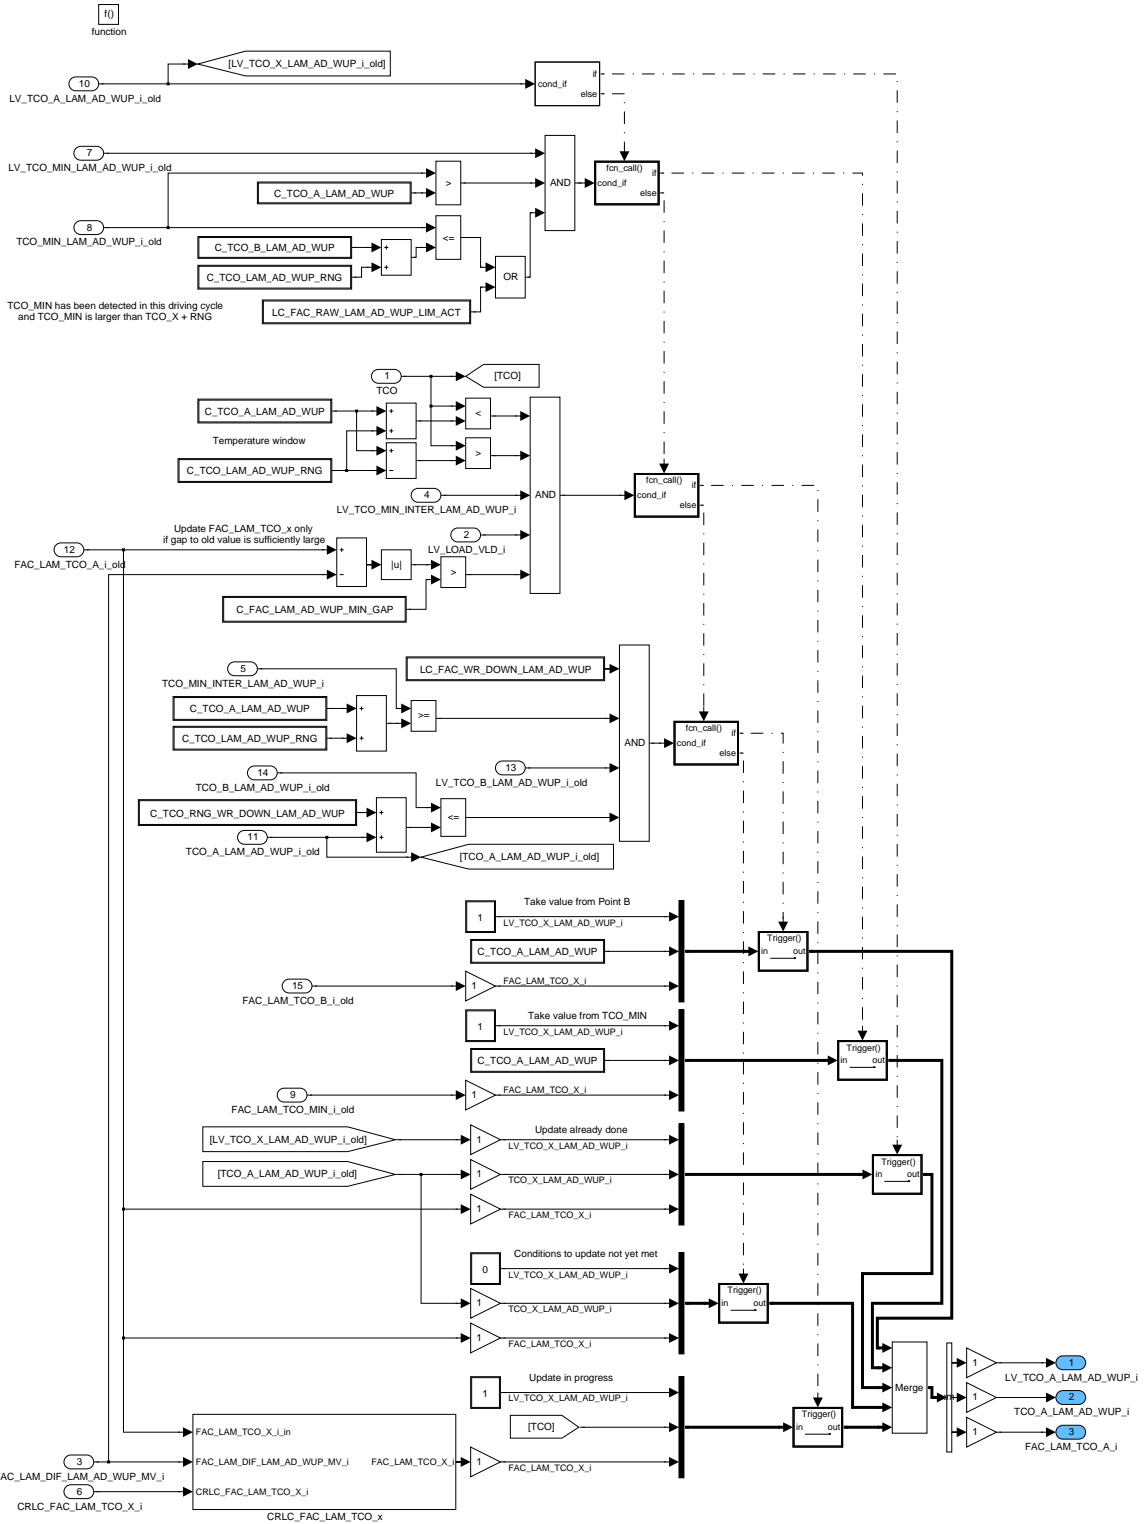 f()
function
[LV_TCO_X_LAM_AD_WUP_i_old]
10
LV_TCO_A_LAM_AD_WUP_i_old
cond_if
if
else
7
LV_TCO_MIN_LAM_AD_WUP_i_old
C_TCO_A_LAM_AD_WUP
>
AND
fcn_call()
cond_if
if
else
8
TCO_MIN_LAM_AD_WUP_i_old
C_TCO_B_LAM_AD_WUP
C_TCO_LAM_AD_WUP_RNG
+
+
<=
OR
LC_FAC_RAW_LAM_AD_WUP_LIM_ACT
TCO_MIN has been detected in this driving cycle
and TCO_MIN is larger than TCO_X + RNG
1
TCO
[TCO]
C_TCO_A_LAM_AD_WUP
+
+
<
Temperature window
C_TCO_LAM_AD_WUP_RNG
+
−
>
4
LV_TCO_MIN_INTER_LAM_AD_WUP_i
AND
fcn_call()
cond_if
if
else
2
LV_LOAD_VLD_i
Update FAC_LAM_TCO_x only
if gap to old value is sufficiently large
12
FAC_LAM_TCO_A_i_old
+
−
|u|
>
C_FAC_LAM_AD_WUP_MIN_GAP
5
TCO_MIN_INTER_LAM_AD_WUP_i
LC_FAC_WR_DOWN_LAM_AD_WUP
C_TCO_A_LAM_AD_WUP
C_TCO_LAM_AD_WUP_RNG
+
+
>=
AND
fcn_call()
cond_if
if
else
14
TCO_B_LAM_AD_WUP_i_old
13
LV_TCO_B_LAM_AD_WUP_i_old
C_TCO_RNG_WR_DOWN_LAM_AD_WUP
+
+
<=
11
TCO_A_LAM_AD_WUP_i_old
[TCO_A_LAM_AD_WUP_i_old]
Take value from Point B
1
LV_TCO_X_LAM_AD_WUP_i
C_TCO_A_LAM_AD_WUP
Trigger()
in
out
15
FAC_LAM_TCO_B_i_old
1
FAC_LAM_TCO_X_i
Take value from TCO_MIN
1
LV_TCO_X_LAM_AD_WUP_i
C_TCO_A_LAM_AD_WUP
Trigger()
in
out
9
FAC_LAM_TCO_MIN_i_old
1
FAC_LAM_TCO_X_i
Update already done
[LV_TCO_X_LAM_AD_WUP_i_old]
1
LV_TCO_X_LAM_AD_WUP_i
[TCO_A_LAM_AD_WUP_i_old]
1
TCO_X_LAM_AD_WUP_i
Trigger()
in
out
1
FAC_LAM_TCO_X_i
Conditions to update not yet met
0
LV_TCO_X_LAM_AD_WUP_i
1
TCO_X_LAM_AD_WUP_i
Trigger()
in
out
1
FAC_LAM_TCO_X_i
Merge
1
1
LV_TCO_A_LAM_AD_WUP_i
1
2
TCO_A_LAM_AD_WUP_i
1
3
FAC_LAM_TCO_A_i
Update in progress
1
LV_TCO_X_LAM_AD_WUP_i
[TCO]
Trigger()
in
out
FAC_LAM_TCO_X_i_in
FAC_LAM_DIF_LAM_AD_WUP_MV_i
FAC_LAM_TCO_X_i
CRLC_FAC_LAM_TCO_X_i
1
FAC_LAM_TCO_X_i
3
AC_LAM_DIF_LAM_AD_WUP_MV_i
6
CRLC_FAC_LAM_TCO_X_i
CRLC_FAC_LAM_TCO_x